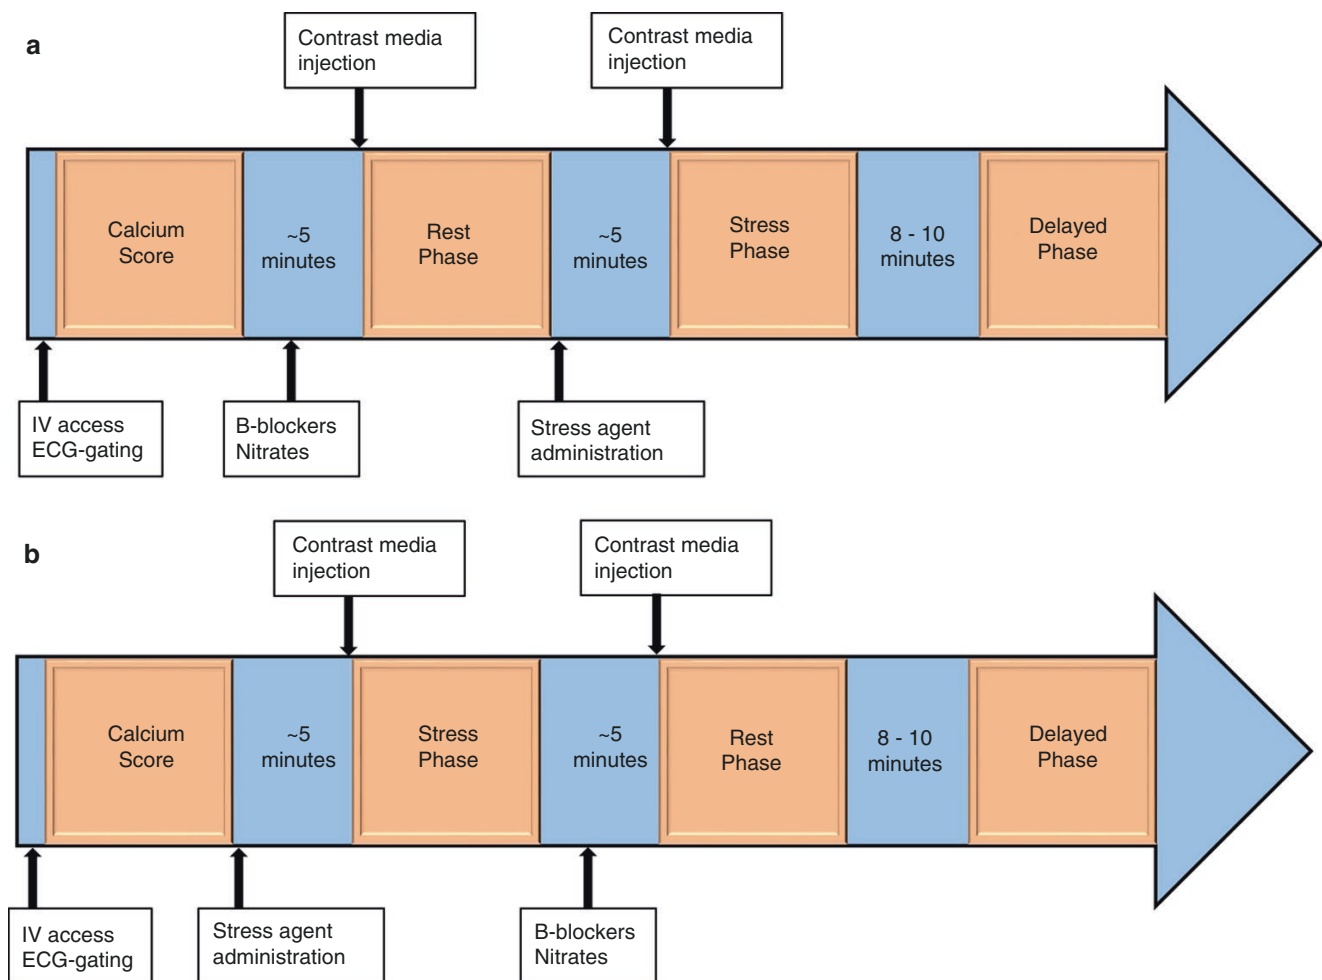 a
Contrast media
injection
Contrast media
injection
Calcium
Score
~5
minutes
Rest
Phase
~5
minutes
Stress
Phase
8 - 10
minutes
Delayed
Phase
IV access
ECG-gating
B-blockers
Nitrates
Stress agent
administration
b
Contrast media
injection
Contrast media
injection
Calcium
Score
~5
minutes
Stress
Phase
~5
minutes
Rest
Phase
8 - 10
minutes
Delayed
Phase
IV access
ECG-gating
Stress agent
administration
B-blockers
Nitrates